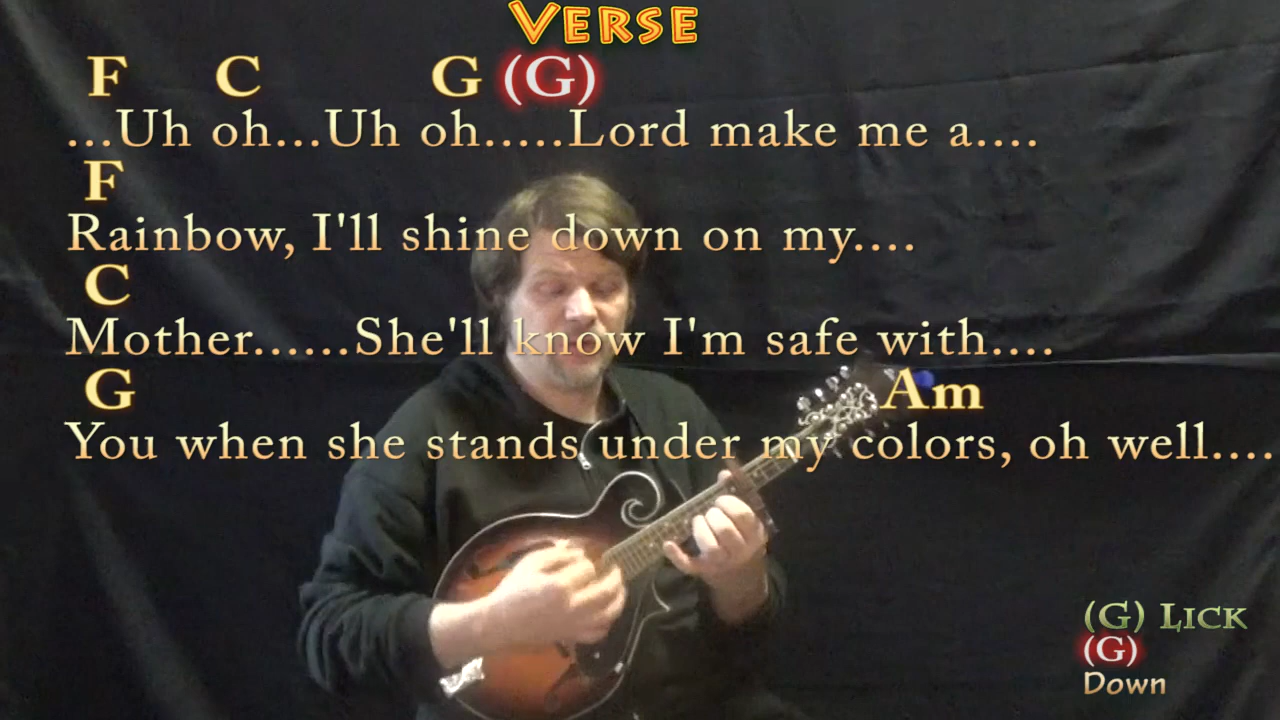 VERSE
F C G (G)
...Uh oh...Uh oh.....Lord make me a....
F
Rainbow, I'll shine down on my....
C
Mother......She'll know I'm safe with....
G Am
You when she stands under my colors, oh well....
(G) LICK
(G)
Down